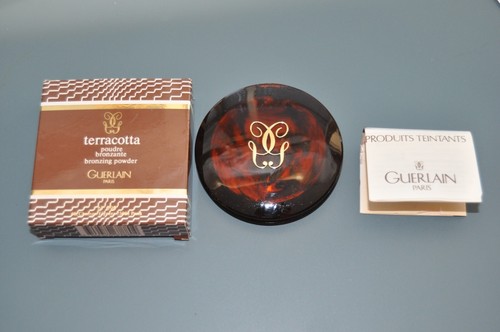 terracotta
poudre
bronzante
bronzing powder
GUERLAIN
PARIS
PRODUITS TEINTANTS
GUERLAIN
PARIS